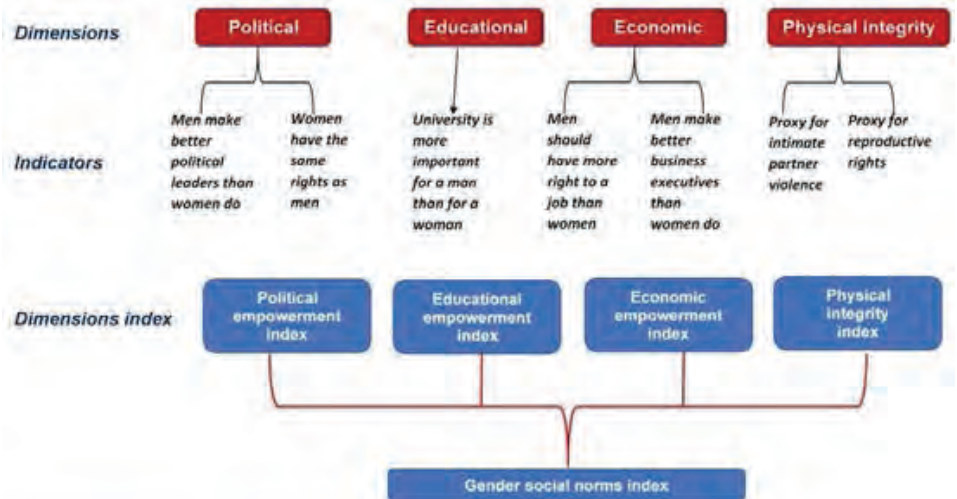 Dimensions
Political
Educational
Economic
Physical integrity
Indicators
Men make
better
political
leaders than
women do
Women
have the
same
rights as
men
University is
more
important
for a man
than for a
woman
Men
should
have more
right to a
job than
women
Men make
better
business
executives
than
women do
Proxy for
intimate
partner
violence
Proxy for
reproductive
rights
Dimensions index
Political
empowerment
index
Educational
empowerment
index
Economic
empowerment
index
Physical
integrity
index
Gender social norms index